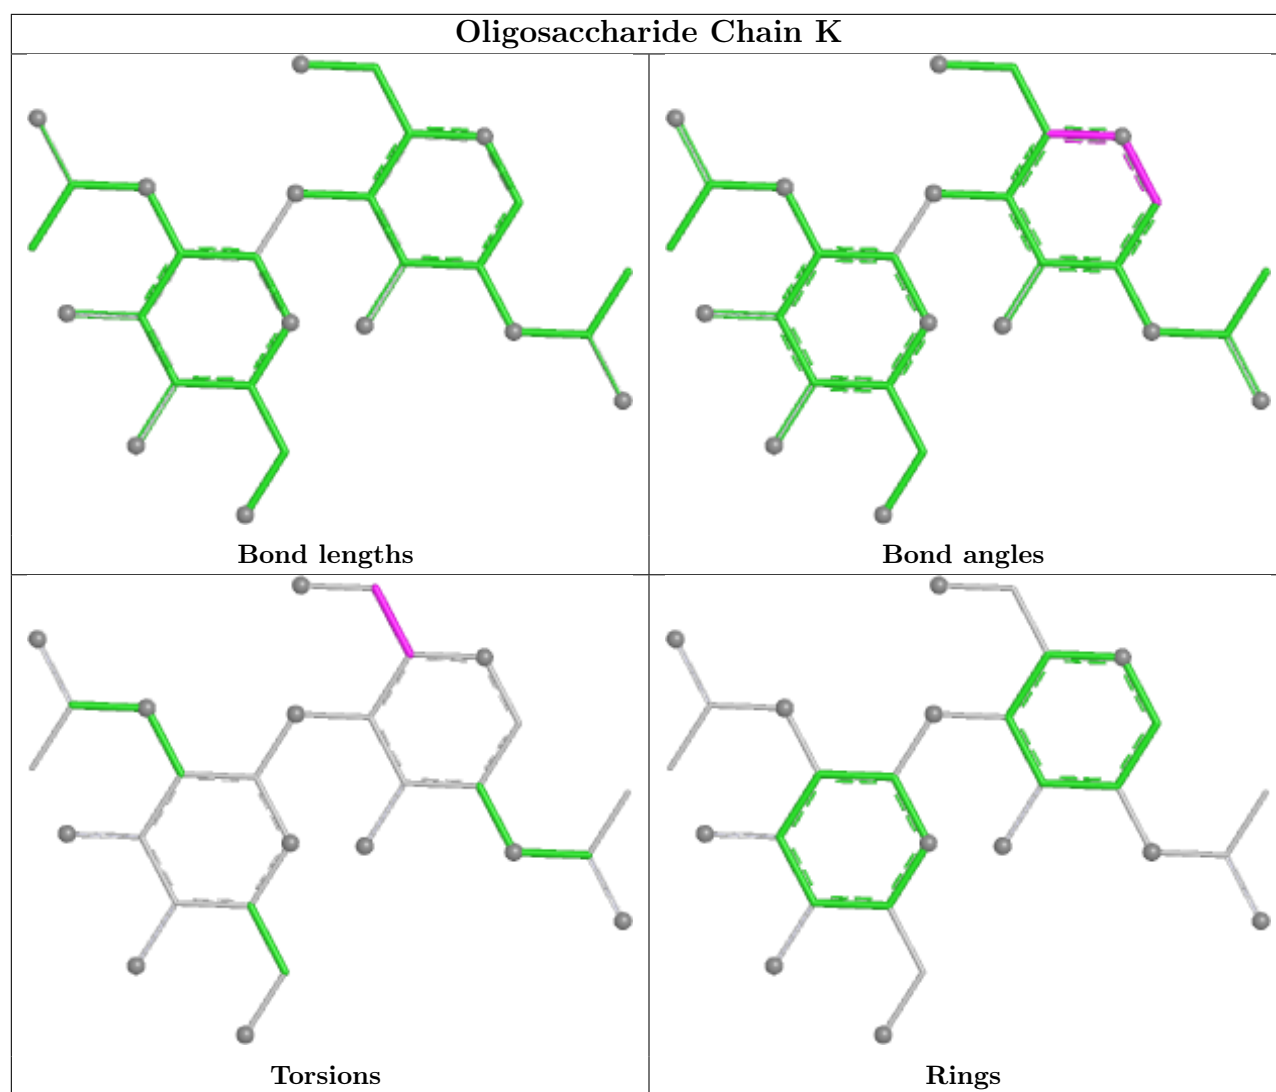 Oligosaccharide Chain K
Bond lengths
Bond angles
Torsions
Rings